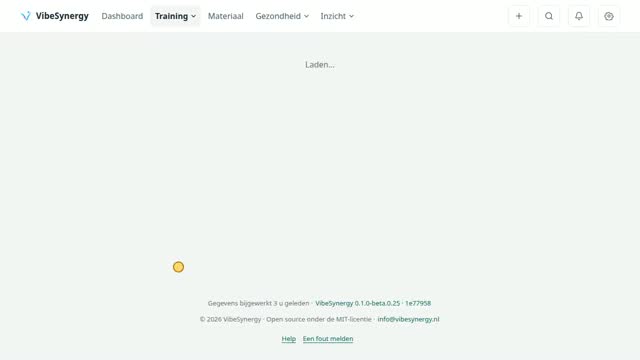 VibeSynergy Dashboard Training Materiaal Gezondheid Inzicht
Laden...
Gegevens bijgewerkt 3 u geleden · VibeSynergy 0.1.0-beta.0.25 · 1e77958
© 2026 VibeSynergy · Open source onder de MIT-licentie · info@vibesynergy.nl
Help Een fout melden